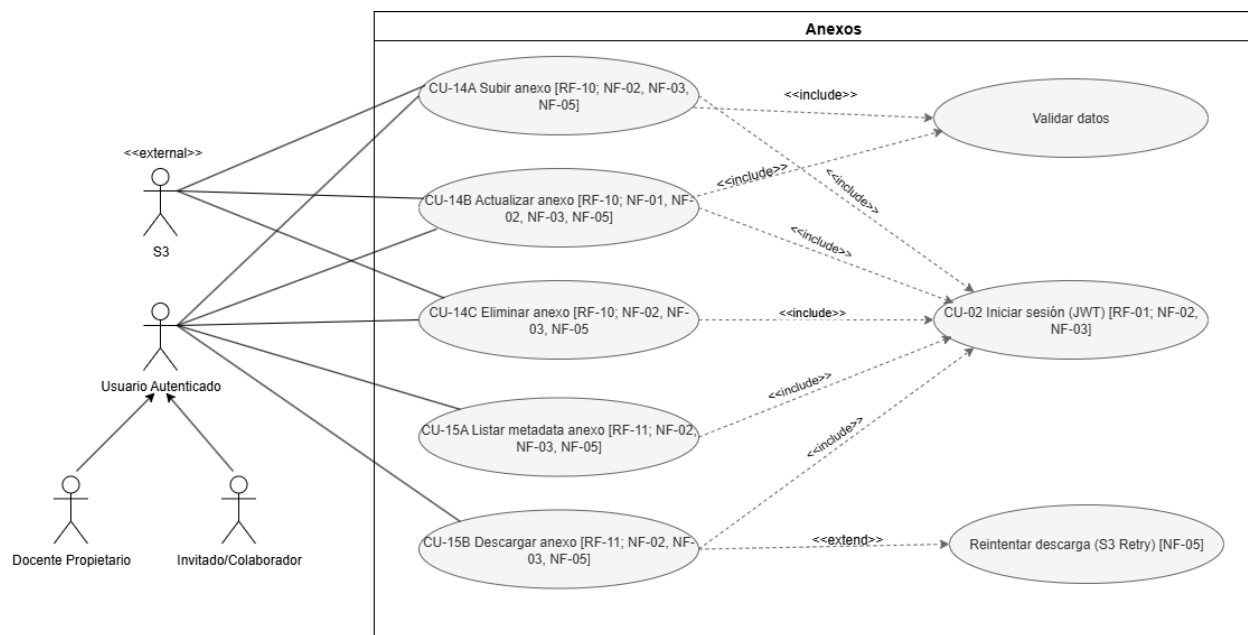 Anexos
CU-14A Subir anexo [RF-10; NF-02, NF-03,
NF-05]
<<include>>
Validar datos
<<external>>
S3
<<include>>
CU-14B Actualizar anexo [RF-10; NF-01, NF-
02, NF-03, NF-05]
<<include>>
<<include>>
Usuario Autenticado
CU-14C Eliminar anexo [RF-10; NF-02, NF-
03, NF-05
<<include>>
CU-02 Iniciar sesión (JWT) [RF-01; NF-02,
NF-03]
<<include>>
CU-15A Listar metadata anexo [RF-11; NF-02,
NF-03, NF-05]
<<include>>
Docente Propietario
Invitado/Colaborador
CU-15B Descargar anexo [RF-11; NF-02, NF-
03, NF-05]
<<extend>>
Reintentar descarga (S3 Retry) [NF-05]